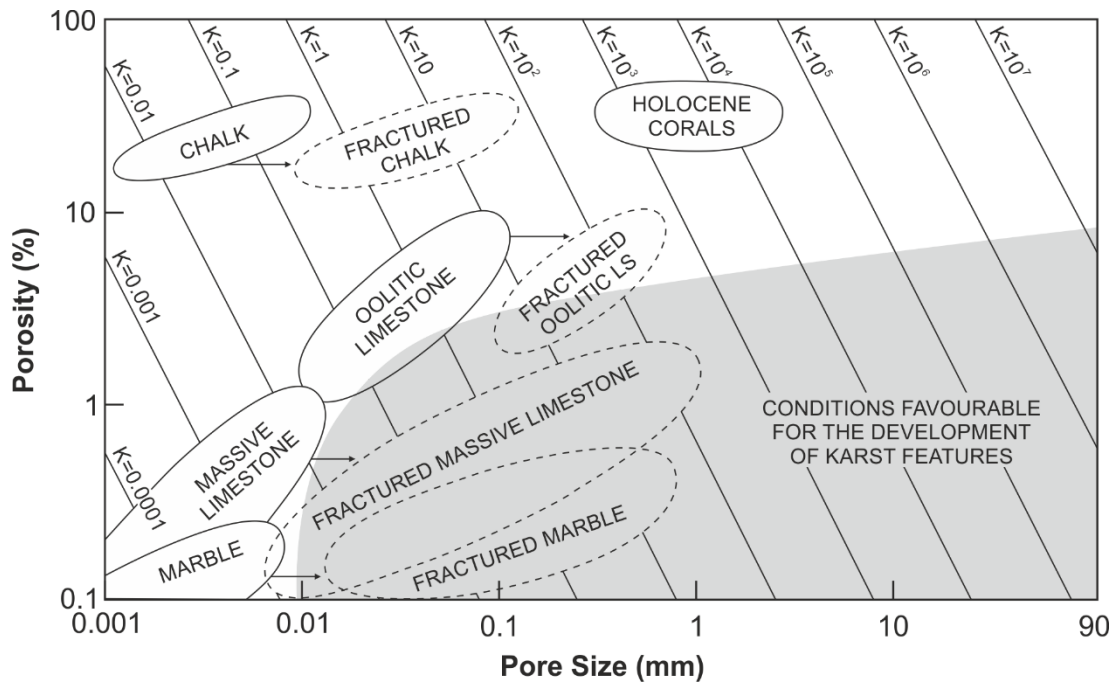 100
10
1
0.1
Porosity (%)
K=0.01
K=0.1
K=1
K=10
K=10²
K=10³
K=10⁴
K=10⁵
K=10⁶
K=10⁷
K=0.001
K=0.0001
CHALK
FRACTURED
CHALK
HOLOCENE
CORALS
OOLITIC
LIMESTONE
FRACTURED
OOLITIC LS
MASSIVE
LIMESTONE
FRACTURED MASSIVE LIMESTONE
MARBLE
FRACTURED MARBLE
CONDITIONS FAVOURABLE
FOR THE DEVELOPMENT
OF KARST FEATURES
0.001
0.01
0.1
1
10
90
Pore Size (mm)